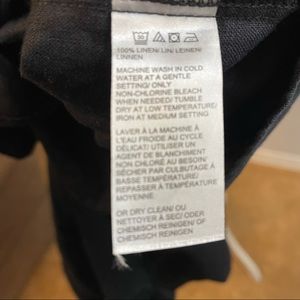 30
100% LINEN/LIN/LEINEN/
LINNEN
MACHINE WASH IN COLD
WATER AT A GENTLE
SETTING/ ONLY
NON-CHLORINE BLEACH
WHEN NEEDED/ TUMBLE
DRY AT LOW TEMPERATURE/
IRON AT MEDIUM SETTING
LAVER À LA MACHINE À
L'EAU FROIDE AU CYCLE
DÉLICAT/ UTILISER UN
AGENT DE BLANCHIMENT
NON CHLORÉ AU BESOIN/
SÉCHER PAR CULBUTAGE À
BASSE TEMPÉRATURE/
REPASSER À TEMPÉRATURE
MOYENNE.
OR DRY CLEAN/ OU
NETTOYER À SEC/ OR
CHEMISCH REINIGEN/ OF
CHEMISCH REINIGEN